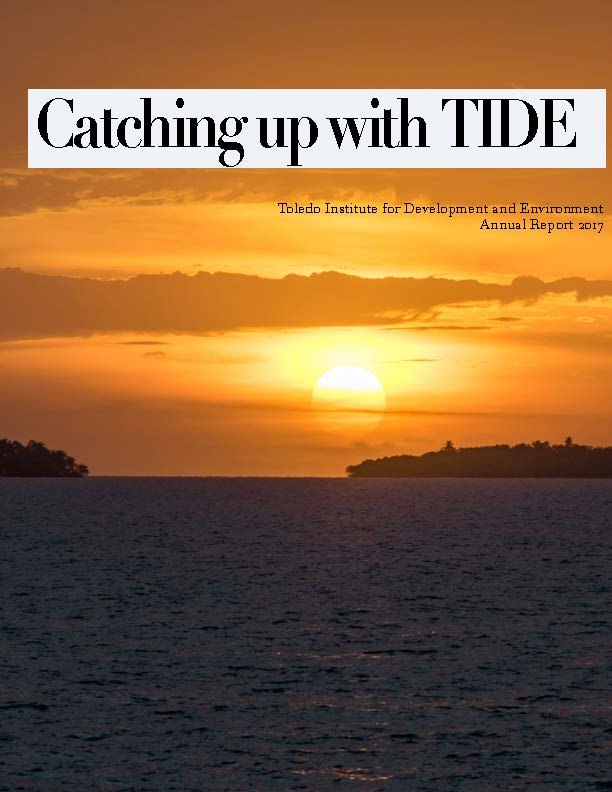 Catching up with TIDE
Toledo Institute for Development and Environment
Annual Report 2017